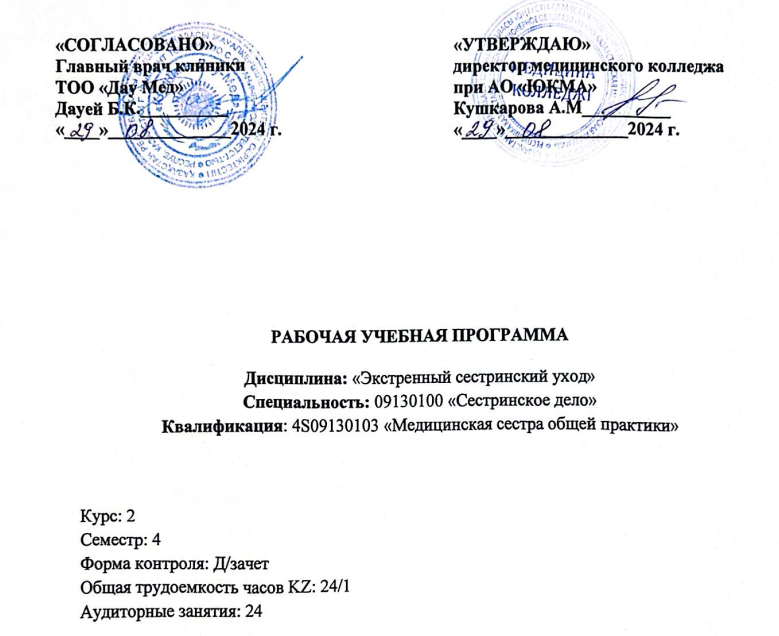 «СОГЛАСОВАНО»
Главный врач клиники
ТОО «Дау Мед»
Дауей Б.К.
«29» 08 2024 г.
«УТВЕРЖДАЮ»
директор медицинского колледжа
при АО «ЮКМА»
Кушкарова А.М
«29» 08 2024 г.
МЕДИЦИНА
КОЛЛЕДЖІ
РАБОЧАЯ УЧЕБНАЯ ПРОГРАММА
Дисциплина: «Экстренный сестринский уход»
Специальность: 09130100 «Сестринское дело»
Квалификация: 4S09130103 «Медицинская сестра общей практики»
Курс: 2
Семестр: 4
Форма контроля: Д/зачет
Общая трудоемкость часов KZ: 24/1
Аудиторные занятия: 24